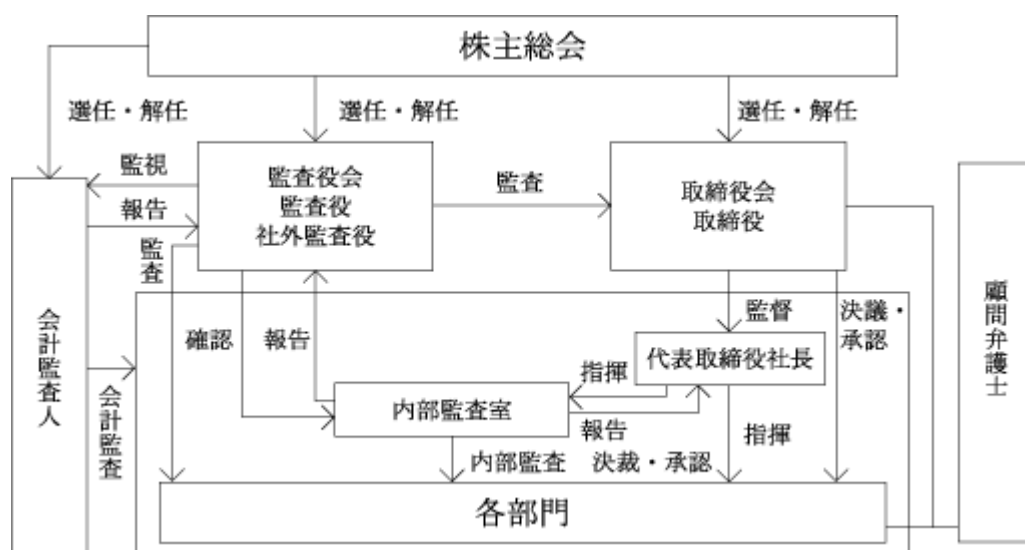 株主総会
選任・解任
選任・解任
選任・解任
監視
報告
監査役会
監査役
社外監査役
監査
取締役会
取締役
監査
確認
報告
監督
決議・
承認
代表取締役社長
指揮
報告
内部監査室
指揮
内部監査
決裁・承認
各部門
会計監査人
会計監査
顧問弁護士